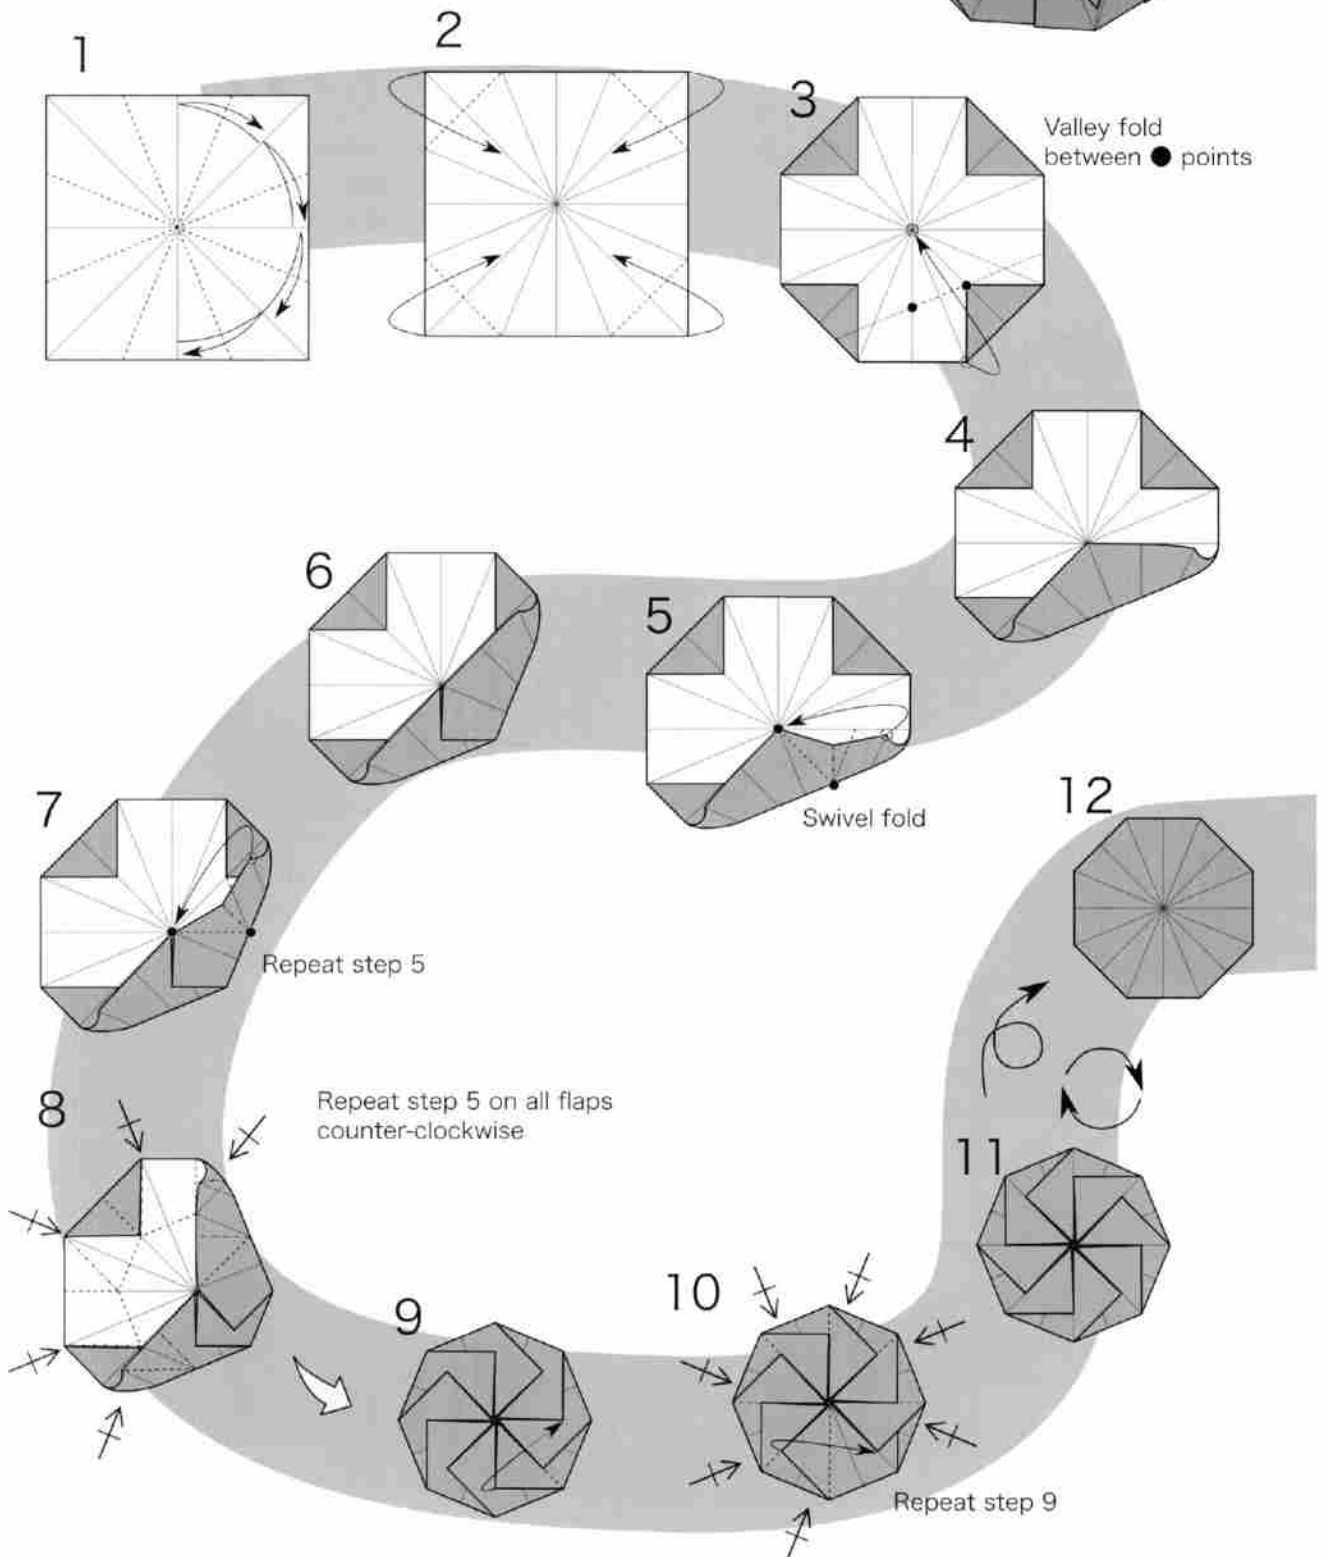 1
2
3
Valley fold
between ● points
4
5
Swivel fold
6
7
Repeat step 5
8
Repeat step 5 on all flaps
counter-clockwise
9
10
Repeat step 9
11
12